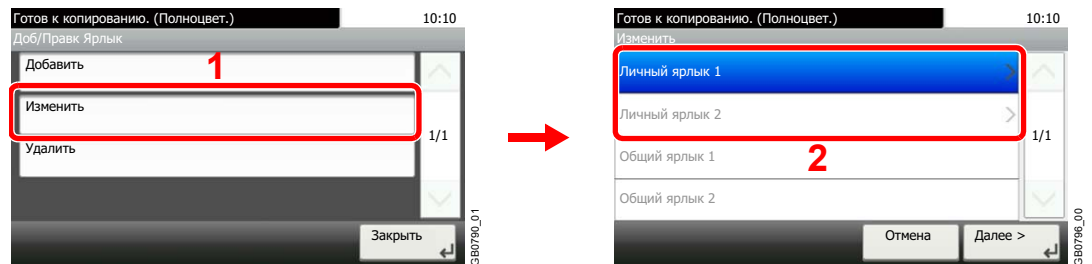 Готов к копированию. (Полноцвет.) 10:10
Доб/Правк Ярлык
Добавить
1
Изменить
1/1
Удалить
Закрыть
GB0790_01
Готов к копированию. (Полноцвет.) 10:10
Изменить
Личный ярлык 1
Личный ярлык 2
1/1
Общий ярлык 1
2
Общий ярлык 2
Отмена Далее >
GB0796_00